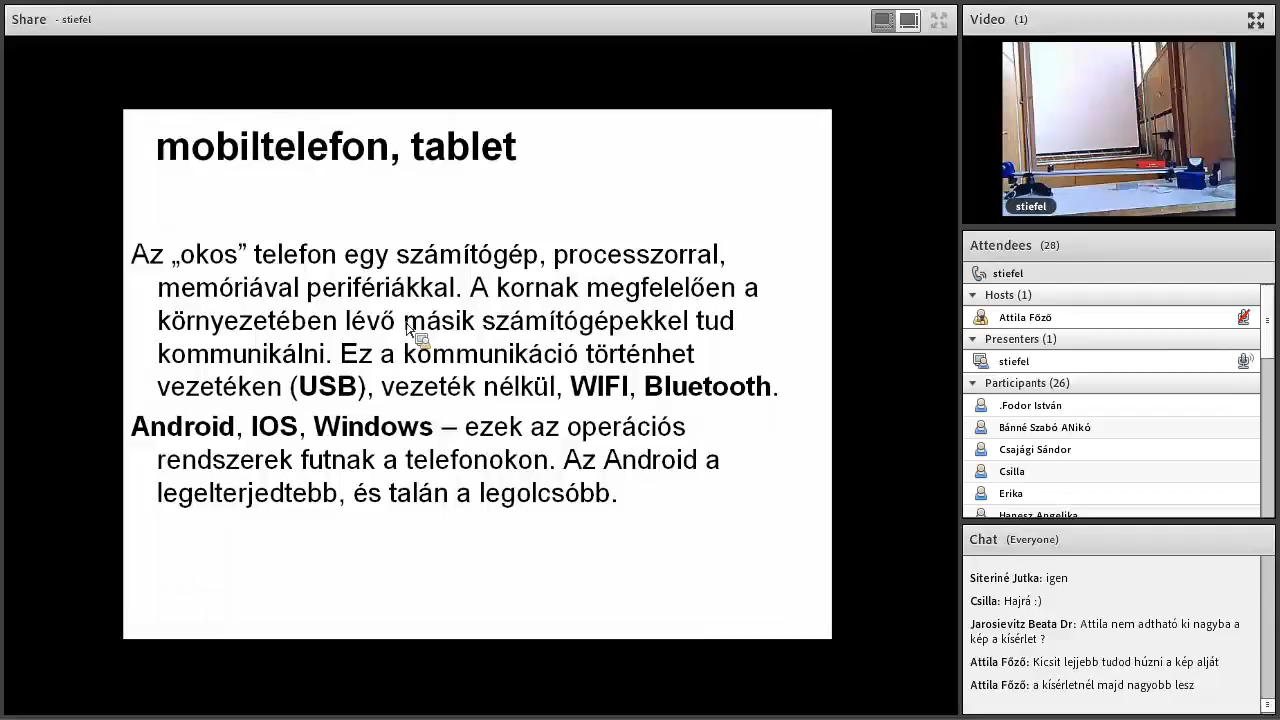 Share - stiefel
mobiltelefon, tablet
Az „okos” telefon egy számítógép, processzorral,
memóriával perifériákkal. A kornak megfelelően a
környezetében lévő másik számítógépekkel tud
kommunikálni. Ez a kommunikáció történhet
vezetéken (USB), vezeték nélkül, WIFI, Bluetooth.
Android, IOS, Windows – ezek az operációs
rendszerek futnak a telefonokon. Az Android a
legelterjedtebb, és talán a legolcsóbb.
Video (1)
stiefel
Attendees (28)
stiefel
Hosts (1)
Attila Főző
Presenters (1)
stiefel
Participants (26)
.Fodor István
Bánné Szabó ANikó
Csajági Sándor
Csilla
Erika
Hanesz Angelika
Chat (Everyone)
Siteriné Jutka: igen
Csilla: Hajrá :)
Jarosievitz Beata Dr: Attila nem adtható ki nagyba a
kép a kísérlet ?
Attila Főző: Kicsit lejjebb tudod húzni a kép alját
Attila Főző: a kísérletnél majd nagyobb lesz